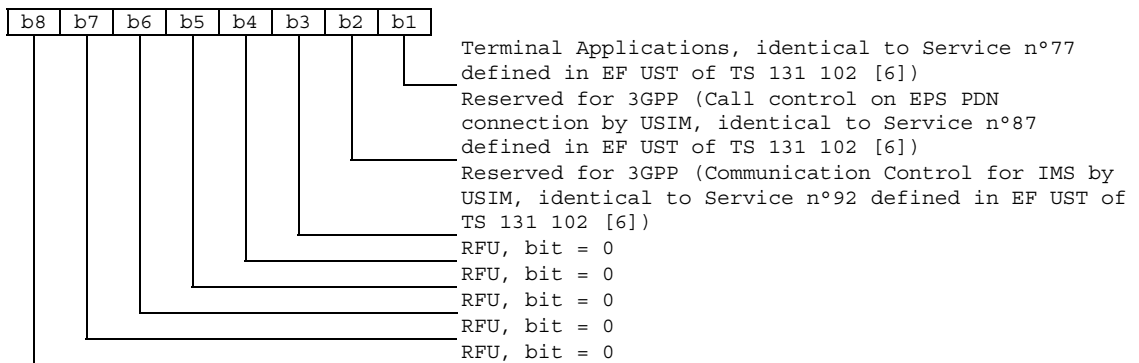 b8 b7 b6 b5 b4 b3 b2 b1
Terminal Applications, identical to Service n°77
defined in EF UST of TS 131 102 [6])
Reserved for 3GPP (Call control on EPS PDN
connection by USIM, identical to Service n°87
defined in EF UST of TS 131 102 [6])
Reserved for 3GPP (Communication Control for IMS by
USIM, identical to Service n°92 defined in EF UST of
TS 131 102 [6])
RFU, bit = 0
RFU, bit = 0
RFU, bit = 0
RFU, bit = 0
RFU, bit = 0